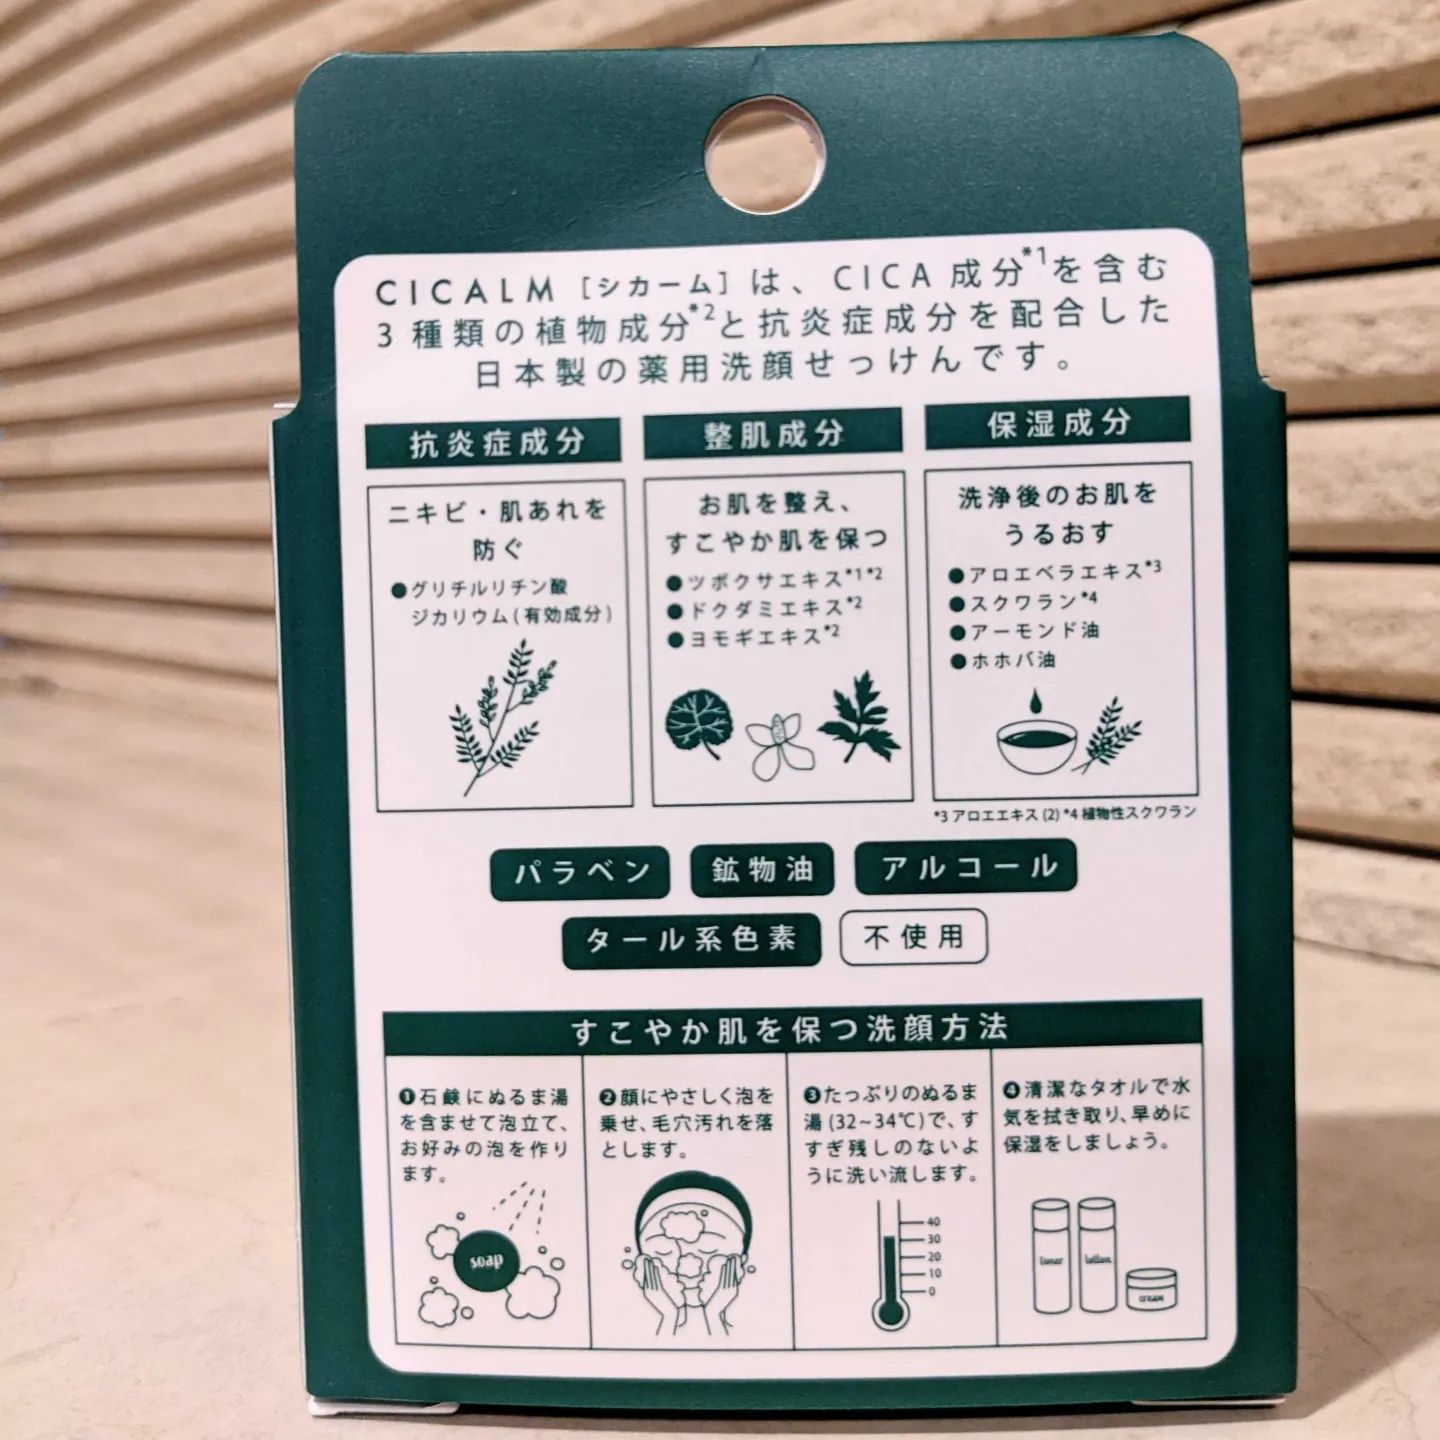 CICALM [シカーム] は、CICA 成分*1を含む
3 種類の植物成分*2と抗炎症成分を配合した
日本製の薬用洗顔せっけんです。
抗炎症成分
ニキビ・肌あれを
防ぐ
●グリチルリチン酸
ジカリウム(有効成分)
整肌成分
お肌を整え、
すこやか肌を保つ
●ツボクサエキス*1*2
●ドクダミエキス*2
●ヨモギエキス*2
保湿成分
洗浄後のお肌を
うるおす
●アロエベラエキス*3
●スクワラン*4
●アーモンド油
●ホホバ油
*3 アロエエキス (2) *4 植物性スクワラン
パラベン 鉱物油 アルコール
タール系色素 不使用
すこやか肌を保つ洗顔方法
❶石鹸にぬるま湯
を含ませて泡立て、
お好みの泡を作り
ます。
soap
❷顔にやさしく泡を
乗せ、毛穴汚れを落
とします。
❸たっぷりのぬるま
湯(32~34℃)で、す
すぎ残しのないよ
うに洗い流します。
40
30
20
10
0
❹清潔なタオルで水
気を拭き取り、早めに
保湿をしましょう。
toner
lotion
cream